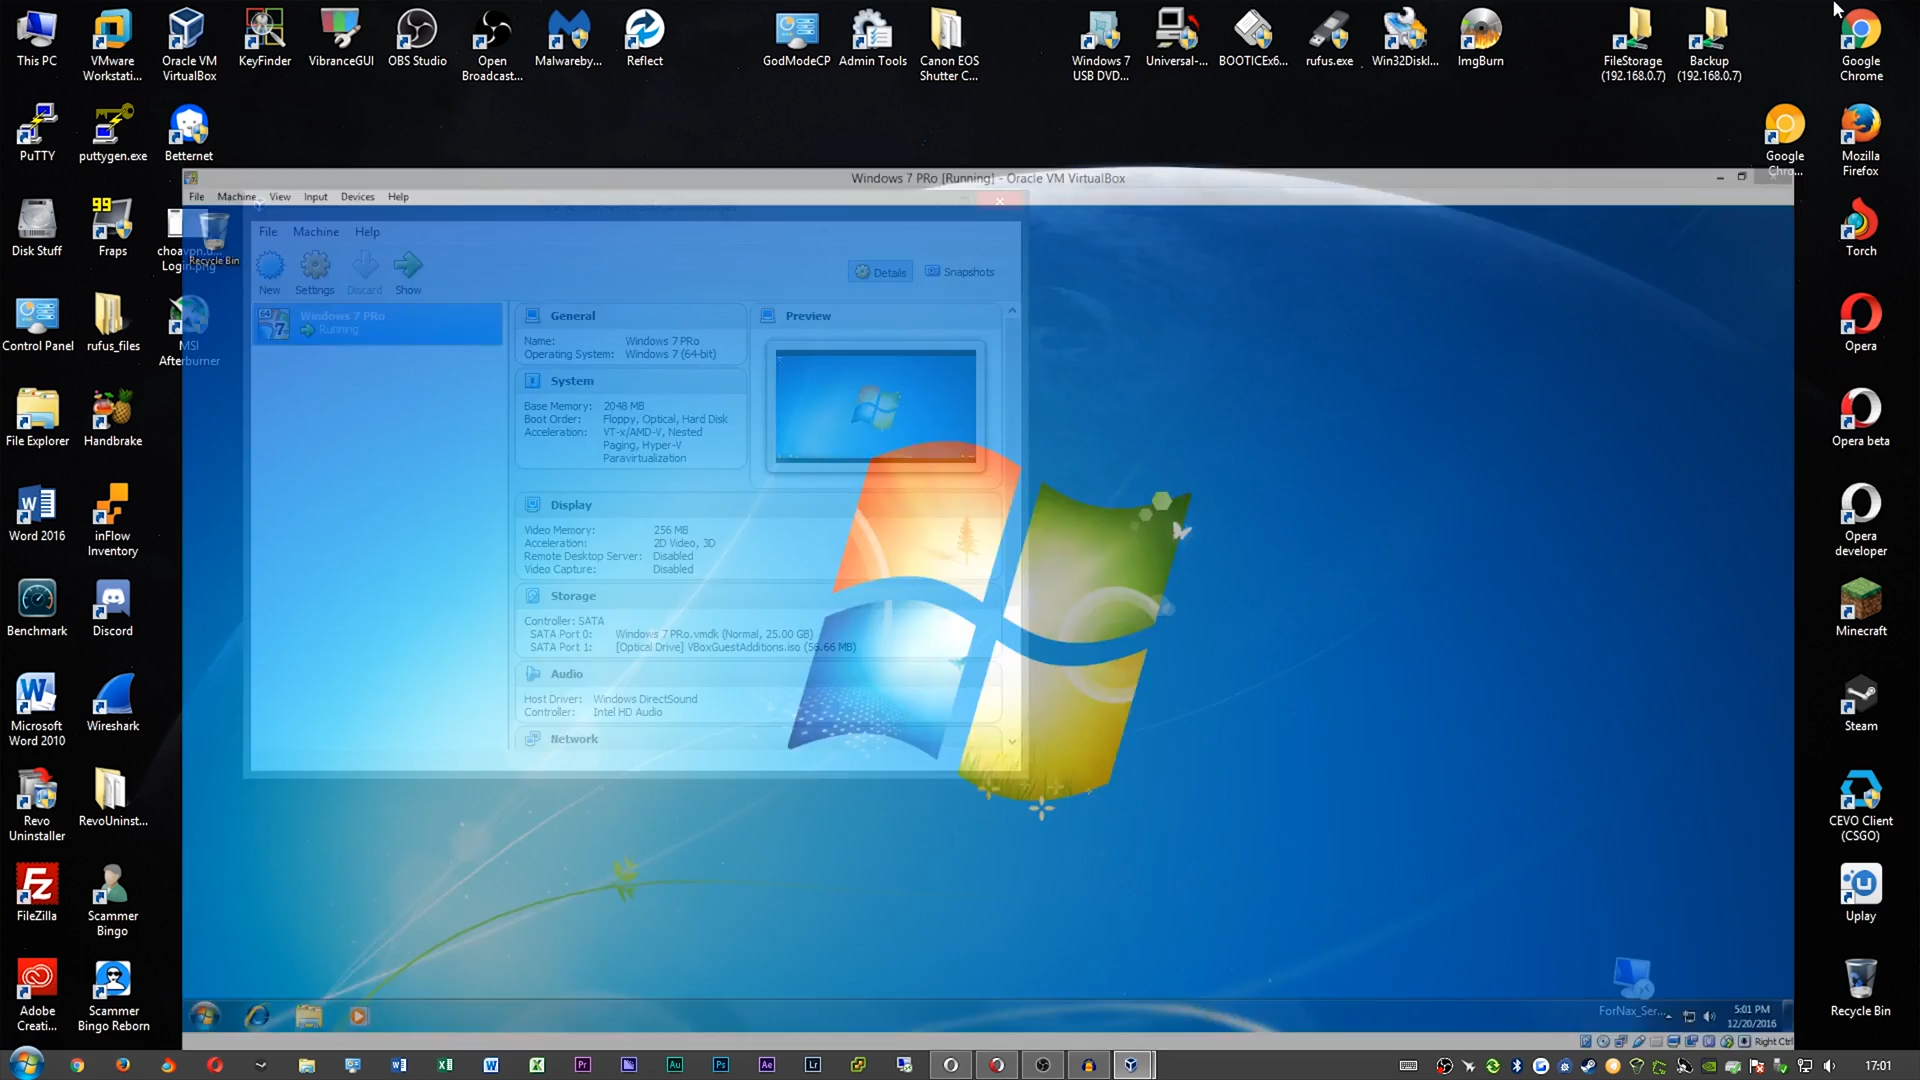 This PC
VMware
Workstati...
Oracle VM
VirtualBox
KeyFinder
VibranceGUI
OBS Studio
Open
Broadcast...
Malwareby...
Reflect
GodModeCP
Admin Tools
Canon EOS
Shutter C...
Windows 7
USB DVD...
Universal-...
BOOTICEx6...
rufus.exe
Win32DiskI...
ImgBurn
FileStorage
(192.168.0.7)
Backup
(192.168.0.7)
Google
Chrome
PuTTY
puttygen.exe
Betternet
Google
Chro...
Mozilla
Firefox
Windows 7 PRo [Running] - Oracle VM VirtualBox
File Machine View Input Devices Help
Disk Stuff
99
Fraps
choavpn.u...
Login.png
Recycle Bin
Torch
File Machine Help
New
Settings
Discard
Show
Details
Snapshots
64
7
Windows 7 PRo
Running
General
Name: Windows 7 PRo
Operating System: Windows 7 (64-bit)
Preview
System
Base Memory: 2048 MB
Boot Order: Floppy, Optical, Hard Disk
Acceleration: VT-x/AMD-V, Nested
Paging, Hyper-V
Paravirtualization
Display
Video Memory: 256 MB
Acceleration: 2D Video, 3D
Remote Desktop Server: Disabled
Video Capture: Disabled
Storage
Controller: SATA
SATA Port 0: Windows 7 PRo.vmdk (Normal, 25.00 GB)
SATA Port 1: [Optical Drive] VBoxGuestAdditions.iso (56.66 MB)
Audio
Host Driver: Windows DirectSound
Controller: Intel HD Audio
Network
Control Panel
rufus_files
MSI
Afterburner
Opera
File Explorer
Handbrake
Opera beta
Word 2016
inFlow
Inventory
Opera
developer
Benchmark
Discord
Minecraft
Microsoft
Word 2010
Wireshark
Steam
Revo
Uninstaller
RevoUninst...
CEVO Client
(CSGO)
FileZilla
Scammer
Bingo
Uplay
Adobe
Creati...
Scammer
Bingo Reborn
ForNax_Ser...
Recycle Bin
5:01 PM
12/20/2016
Right Ctrl
Pr
Au
Ps
Ae
Lr
17:01